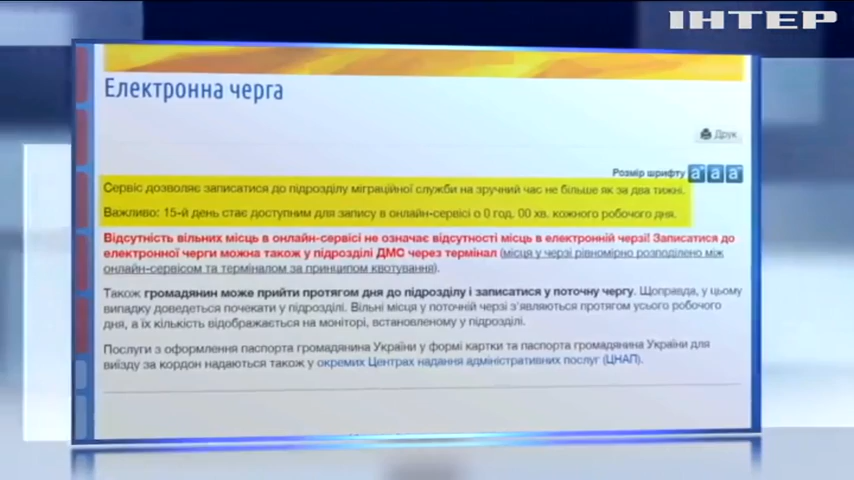 ІНТЕР
Електронна черга
Друк
Розмір шрифту a a a
Сервіс дозволяє записатися до підрозділу міграційної служби на зручний час не більше як за два тижні.
Важливо: 15-й день стає доступним для запису в онлайн-сервісі о 0 год. 00 хв. кожного робочого дня.
Відсутність вільних місць в онлайн-сервісі не означає відсутності місць в електронній черзі! Записатися до
електронної черги можна також у підрозділі ДМС через термінал (місця у черзі рівномірно розподілено між
онлайн-сервісом та терміналом за принципом квотування).
Також громадянин може прийти протягом дня до підрозділу і записатися у поточну чергу. Щоправда, у цьому
випадку доведеться почекати у підрозділі. Вільні місця у поточній черзі з'являються протягом усього робочого
дня, а їх кількість відображається на моніторі, встановленому у підрозділі.
Послуги з оформлення паспорта громадянина України у формі картки та паспорта громадянина України для
виїзду за кордон надаються також у окремих Центрах надання адміністративних послуг (ЦНАП).